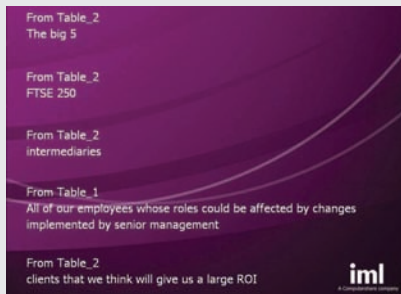 From Table_2
The big 5
From Table_2
FTSE 250
From Table_2
intermediaries
From Table_1
All of our employees whose roles could be affected by changes
implemented by senior management
From Table_2
clients that we think will give us a large ROI
iml
A Computershare company